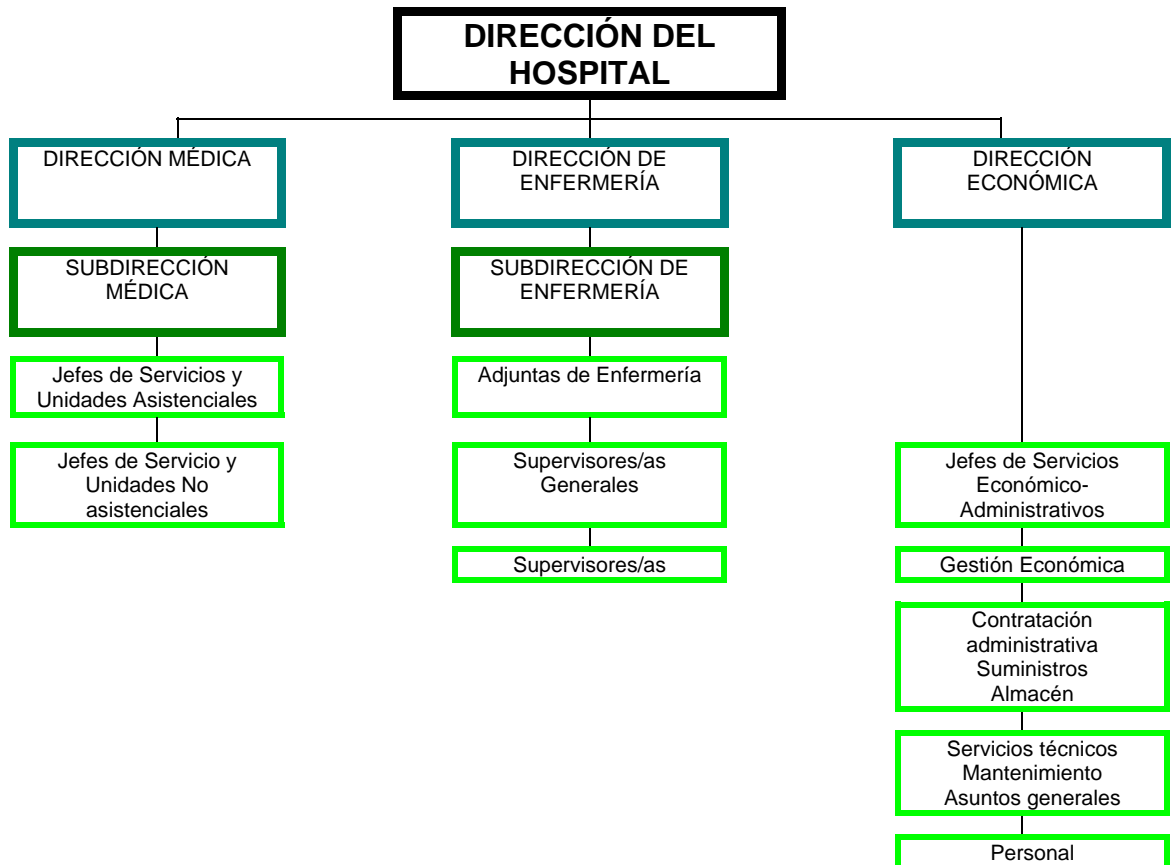 DIRECCIÓN DEL
HOSPITAL
DIRECCIÓN MÉDICA
DIRECCIÓN DE
ENFERMERÍA
DIRECCIÓN
ECONÓMICA
SUBDIRECCIÓN
MÉDICA
SUBDIRECCIÓN DE
ENFERMERÍA
Jefes de Servicios y
Unidades Asistenciales
Adjuntas de Enfermería
Jefes de Servicio y
Unidades No
asistenciales
Supervisores/as
Generales
Jefes de Servicios
Económico-
Administrativos
Supervisores/as
Gestión Económica
Contratación
administrativa
Suministros
Almacén
Servicios técnicos
Mantenimiento
Asuntos generales
Personal